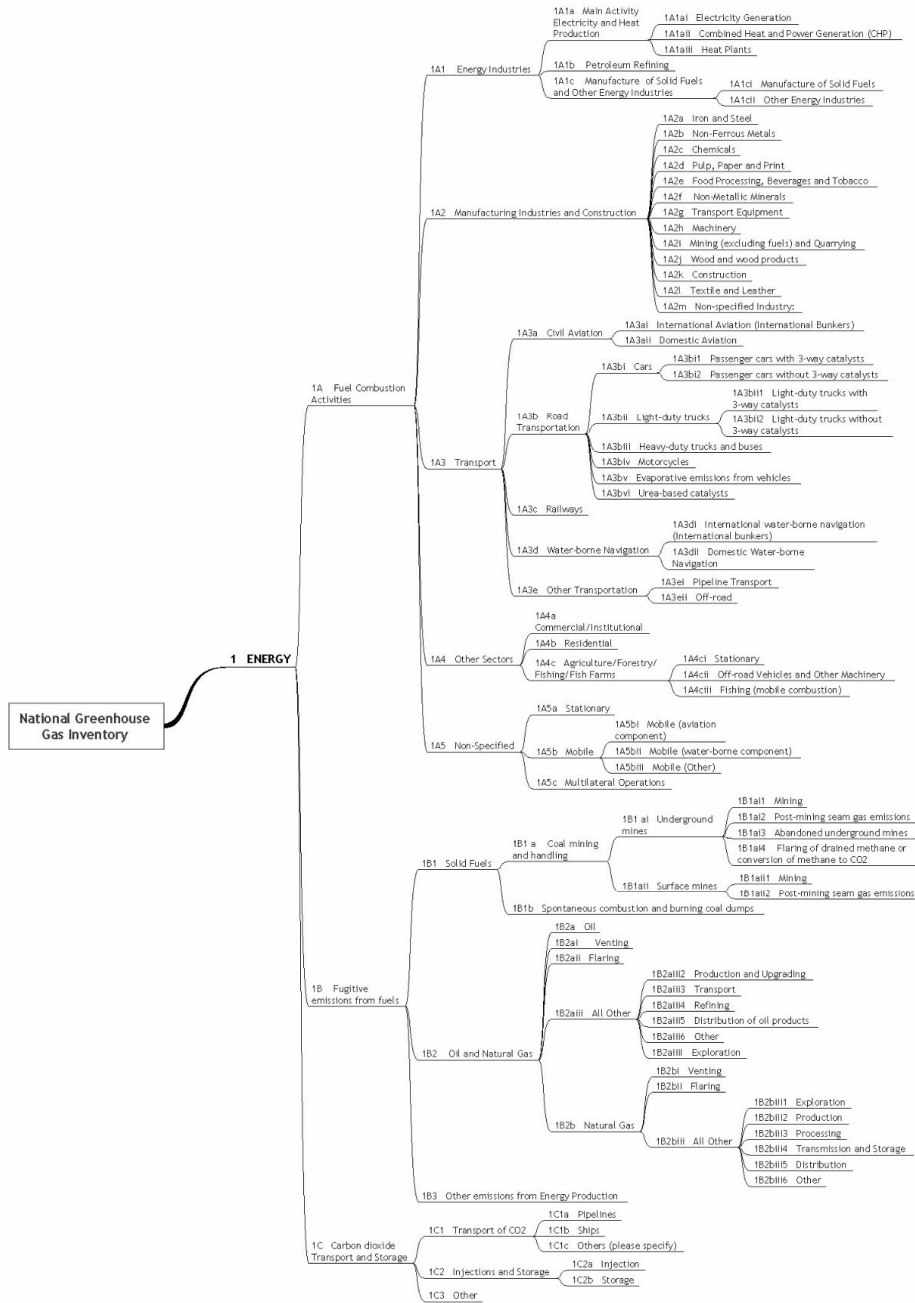 National Greenhouse
Gas Inventory
1 ENERGY
1A Fuel Combustion
Activities
1A1 Energy Industries
1A1a Main Activity
Electricity and Heat
Production
1A1ai Electricity Generation
1A1aii Combined Heat and Power Generation (CHP)
1A1aiii Heat Plants
1A1b Petroleum Refining
1A1c Manufacture of Solid Fuels
and Other Energy Industries
1A1ci Manufacture of Solid Fuels
1A1cii Other Energy Industries
1A2 Manufacturing Industries and Construction
1A2a Iron and Steel
1A2b Non-Ferrous Metals
1A2c Chemicals
1A2d Pulp, Paper and Print
1A2e Food Processing, Beverages and Tobacco
1A2f Non-Metallic Minerals
1A2g Transport Equipment
1A2h Machinery
1A2i Mining (excluding fuels) and Quarrying
1A2j Wood and wood products
1A2k Construction
1A2l Textile and Leather
1A2m Non-specified Industry:
1A3 Transport
1A3a Civil Aviation
1A3ai International Aviation (International Bunkers)
1A3aii Domestic Aviation
1A3b Road
Transportation
1A3bi Cars
1A3bi1 Passenger cars with 3-way catalysts
1A3bi2 Passenger cars without 3-way catalysts
1A3bii Light-duty trucks
1A3bii1 Light-duty trucks with
3-way catalysts
1A3bii2 Light-duty trucks without
3-way catalysts
1A3biii Heavy-duty trucks and buses
1A3biv Motorcycles
1A3bv Evaporative emissions from vehicles
1A3bvi Urea-based catalysts
1A3c Railways
1A3d Water-borne Navigation
1A3di International water-borne navigation
(International bunkers)
1A3dii Domestic Water-borne
Navigation
1A3e Other Transportation
1A3ei Pipeline Transport
1A3eii Off-road
1A4 Other Sectors
1A4a
Commercial/Institutional
1A4b Residential
1A4c Agriculture/Forestry/
Fishing/Fish Farms
1A4ci Stationary
1A4cii Off-road Vehicles and Other Machinery
1A4ciii Fishing (mobile combustion)
1A5 Non-Specified
1A5a Stationary
1A5b Mobile
1A5bi Mobile (aviation
component)
1A5bii Mobile (water-borne component)
1A5biii Mobile (Other)
1A5c Multilateral Operations
1B Fugitive
emissions from fuels
1B1 Solid Fuels
1B1 a Coal mining
and handling
1B1 ai Underground
mines
1B1ai1 Mining
1B1ai2 Post-mining seam gas emissions
1B1ai3 Abandoned underground mines
1B1ai4 Flaring of drained methane or
conversion of methane to CO2
1B1aii Surface mines
1B1aii1 Mining
1B1aii2 Post-mining seam gas emissions
1B1b Spontaneous combustion and burning coal dumps
1B2 Oil and Natural Gas
1B2a Oil
1B2ai Venting
1B2aii Flaring
1B2aiii All Other
1B2aiii2 Production and Upgrading
1B2aiii3 Transport
1B2aiii4 Refining
1B2aiii5 Distribution of oil products
1B2aiii6 Other
1B2aiiii Exploration
1B2b Natural Gas
1B2bi Venting
1B2bii Flaring
1B2biii All Other
1B2biii1 Exploration
1B2biii2 Production
1B2biii3 Processing
1B2biii4 Transmission and Storage
1B2biii5 Distribution
1B2biii6 Other
1B3 Other emissions from Energy Production
1C Carbon dioxide
Transport and Storage
1C1 Transport of CO2
1C1a Pipelines
1C1b Ships
1C1c Others (please specify)
1C2 Injections and Storage
1C2a Injection
1C2b Storage
1C3 Other